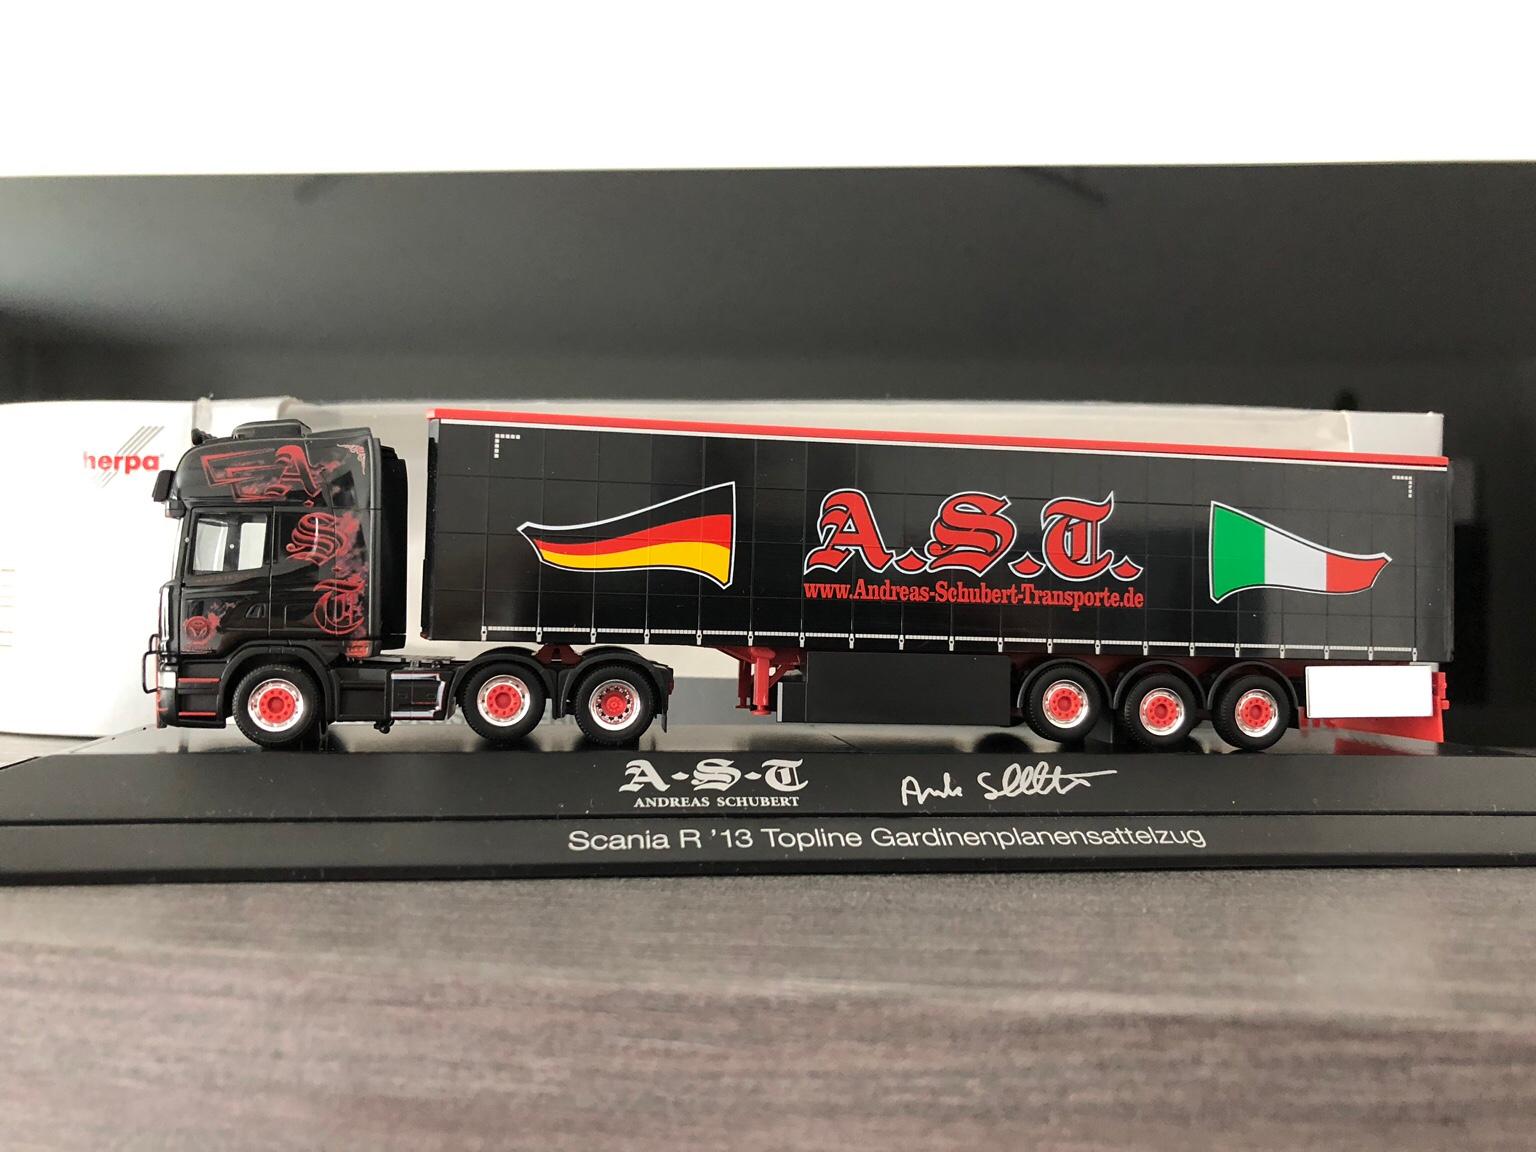 herpa
A.
S.
T.
A.S.T.
www.Andreas-Schubert-Transporte.de
A·S·T
ANDREAS SCHUBERT
Scania R '13 Topline Gardinenplanensattelzug